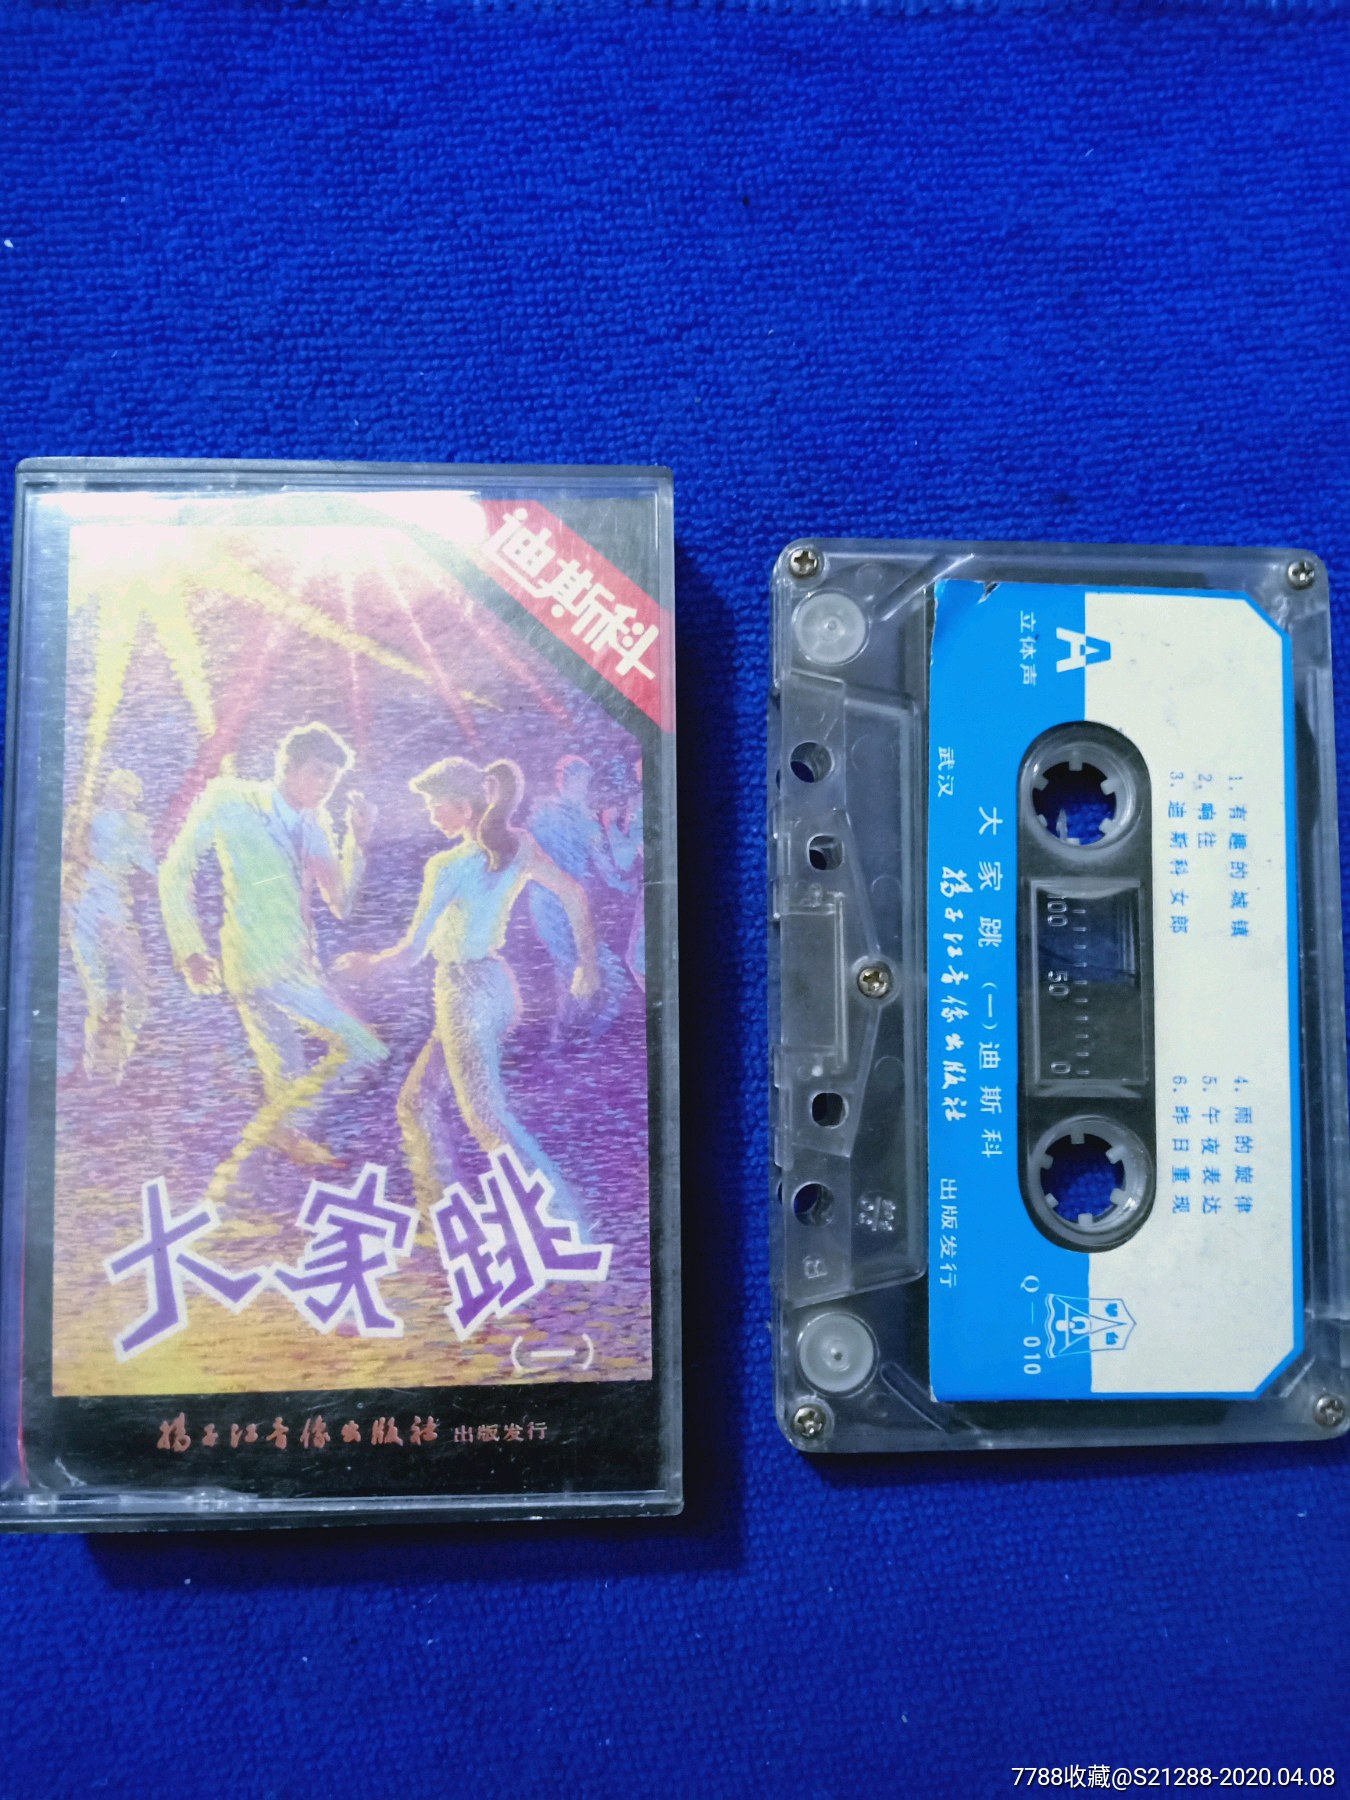 迪斯科
大家跳
(一)
扬子江音像出版社 出版发行
A
立体声
1. 有趣的城镇
2. 响往
3. 迪斯科女郎
4. 雨的旋律
5. 午夜表达
6. 昨日重现
100 50 0
大家跳(一)迪斯科
武汉 扬子江音像出版社 出版发行
Q—010
7788收藏@S21288-2020.04.08